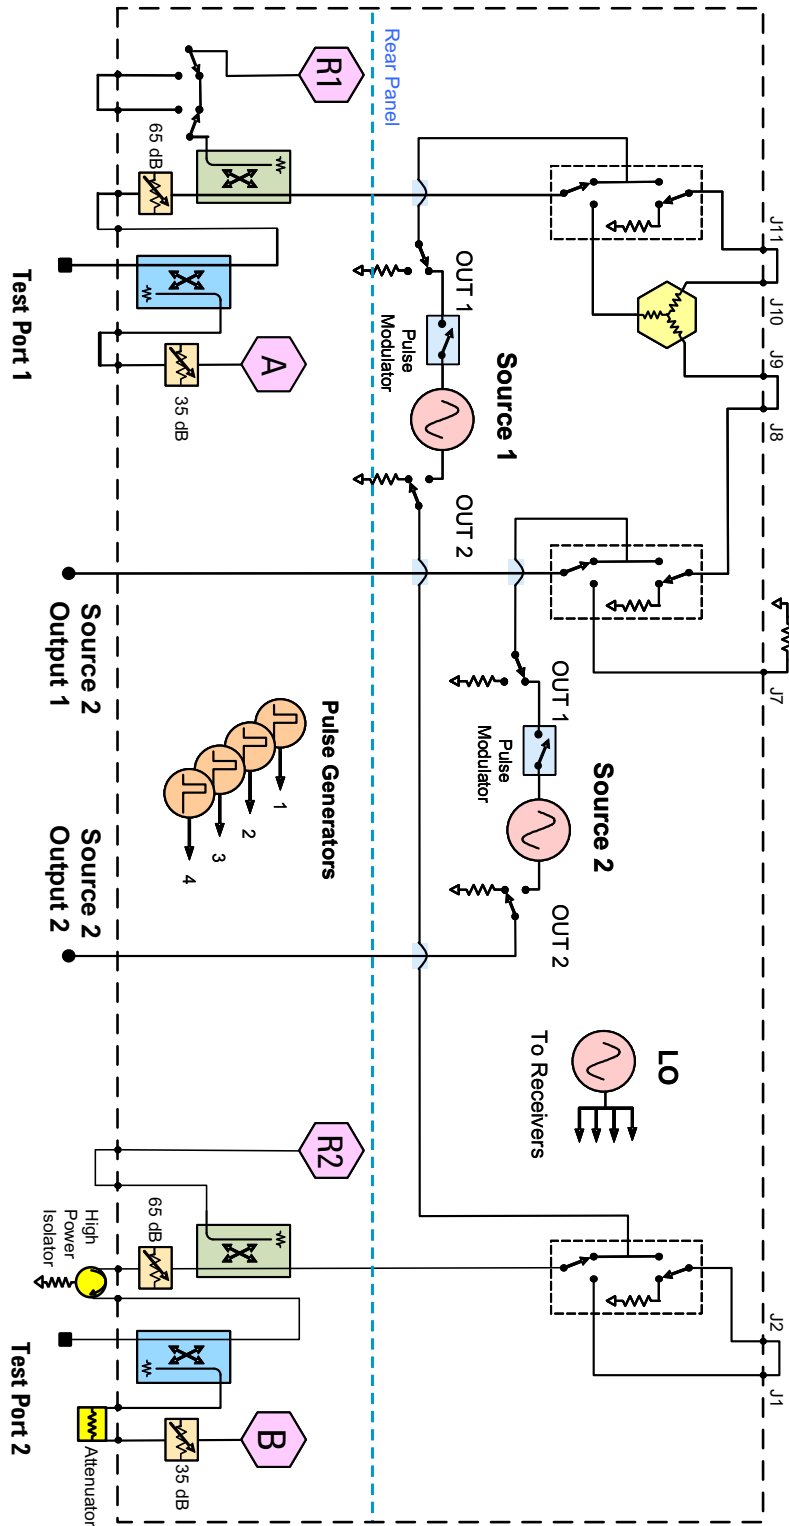 Rear Panel
J11
J10
J9
J8
J7
J2
J1
R1
65 dB
OUT 1
Pulse
Modulator
Source 1
OUT 2
Test Port 1
A
35 dB
OUT 1
Pulse
Modulator
Source 2
OUT 2
Source 2
Output 1
Pulse Generators
1
2
3
4
Source 2
Output 2
LO
To Receivers
R2
65 dB
High
Power
Isolator
Test Port 2
B
35 dB
Attenuator